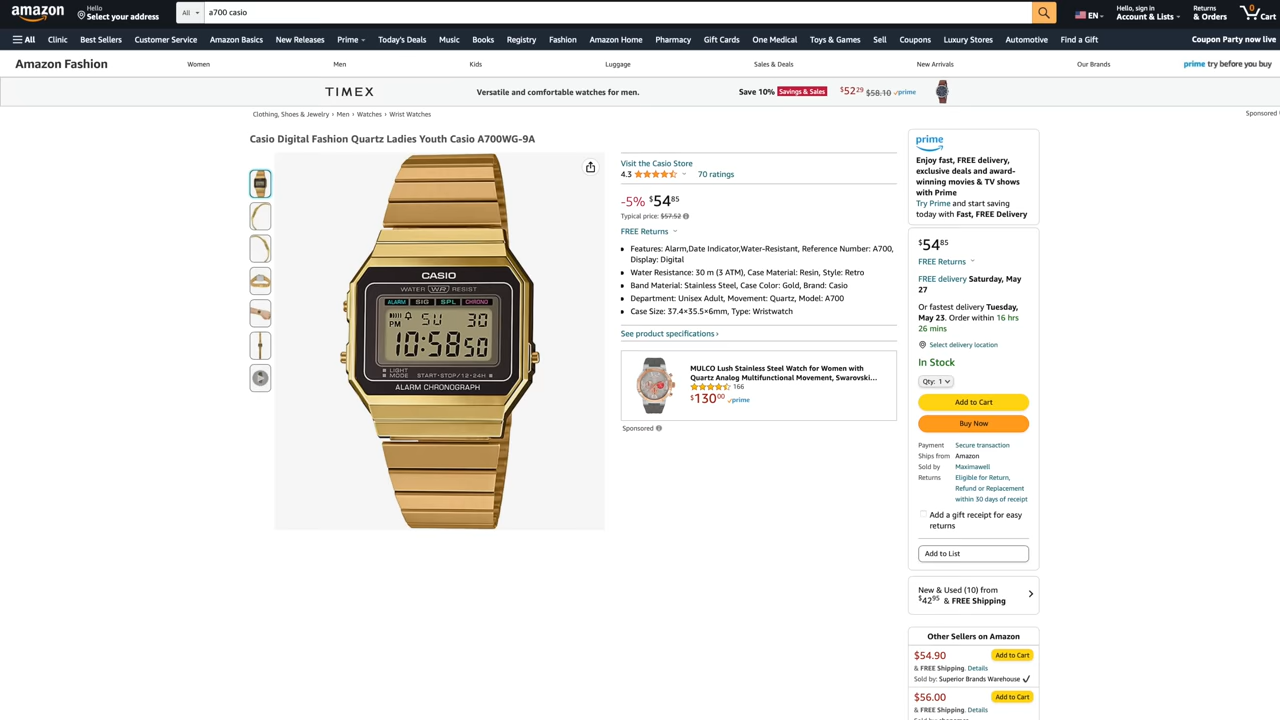 amazon
Hello
Select your address
All
a700 casio
EN
Hello, sign in
Account & Lists
Returns
& Orders
0
Cart
All
Clinic
Best Sellers
Customer Service
Amazon Basics
New Releases
Prime
Today's Deals
Music
Books
Registry
Fashion
Amazon Home
Pharmacy
Gift Cards
One Medical
Toys & Games
Sell
Coupons
Luxury Stores
Automotive
Find a Gift
Coupon Party now live
Amazon Fashion
Women
Men
Kids
Luggage
Sales & Deals
New Arrivals
Our Brands
prime try before you buy
TIMEX
Versatile and comfortable watches for men.
Save 10% Savings & Sales
$52²⁹ $58.10 prime
Clothing, Shoes & Jewelry › Men › Watches › Wrist Watches
Sponsored
Casio Digital Fashion Quartz Ladies Youth Casio A700WG-9A
CASIO
WATER WR RESIST
ALARM SIG SPL CHRONO
PM SU 30
10:58 50
LIGHT
MODE START·STOP/12·24H
ALARM CHRONOGRAPH
Visit the Casio Store
4.3 70 ratings
-5% $54⁸⁵
Typical price: $57.52
FREE Returns
Features: Alarm,Date Indicator,Water-Resistant, Reference Number: A700,
Display: Digital
Water Resistance: 30 m (3 ATM), Case Material: Resin, Style: Retro
Band Material: Stainless Steel, Case Color: Gold, Brand: Casio
Department: Unisex Adult, Movement: Quartz, Model: A700
Case Size: 37.4×35.5×6mm, Type: Wristwatch
See product specifications ›
MULCO Lush Stainless Steel Watch for Women with
Quartz Analog Multifunctional Movement, Swarovski...
166
$130⁰⁰ prime
Sponsored
prime
Enjoy fast, FREE delivery,
exclusive deals and award-
winning movies & TV shows
with Prime
Try Prime and start saving
today with Fast, FREE Delivery
$54⁸⁵
FREE Returns
FREE delivery Saturday, May
27
Or fastest delivery Tuesday,
May 23. Order within 16 hrs
26 mins
Select delivery location
In Stock
Qty: 1
Add to Cart
Buy Now
Payment Secure transaction
Ships from Amazon
Sold by Maximawell
Returns Eligible for Return,
Refund or Replacement
within 30 days of receipt
Add a gift receipt for easy
returns
Add to List
New & Used (10) from
$42⁹⁵ & FREE Shipping
Other Sellers on Amazon
$54.90 Add to Cart
& FREE Shipping. Details
Sold by: Superior Brands Warehouse
$56.00 Add to Cart
& FREE Shipping. Details